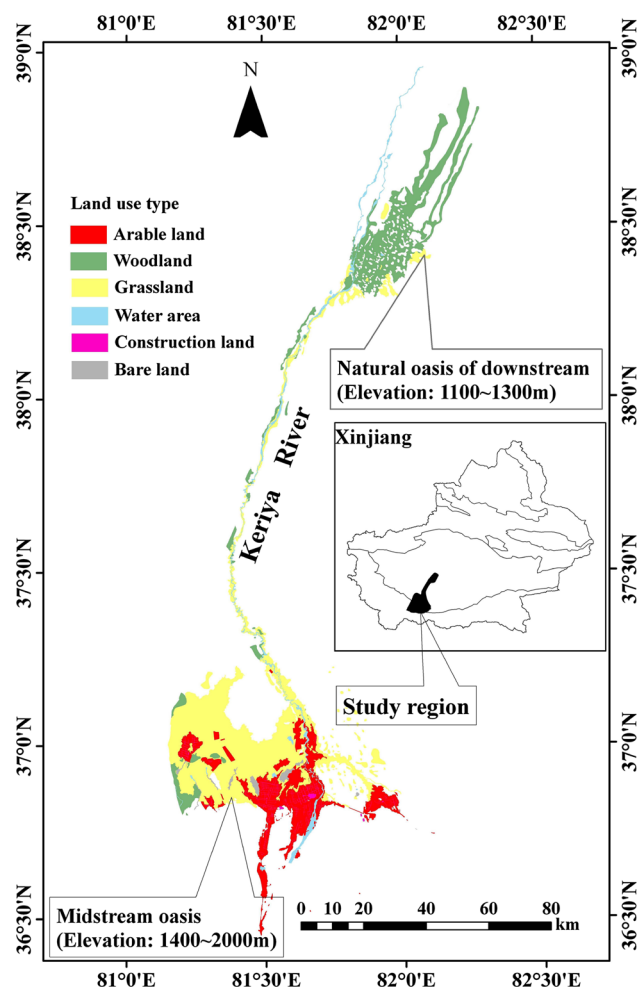 81°0'E 81°30'E 82°0'E 82°30'E
39°0'N
39°0'N
N
Land use type
Arable land
Woodland
Grassland
Water area
Construction land
Bare land
38°30'N
38°30'N
Natural oasis of downstream
(Elevation: 1100~1300m)
38°0'N
38°0'N
Keriya River
Xinjiang
37°30'N
37°30'N
Study region
37°0'N
37°0'N
Midstream oasis
(Elevation: 1400~2000m)
36°30'N
36°30'N
0 5 10 20 40 60 80
km
81°0'E 81°30'E 82°0'E 82°30'E